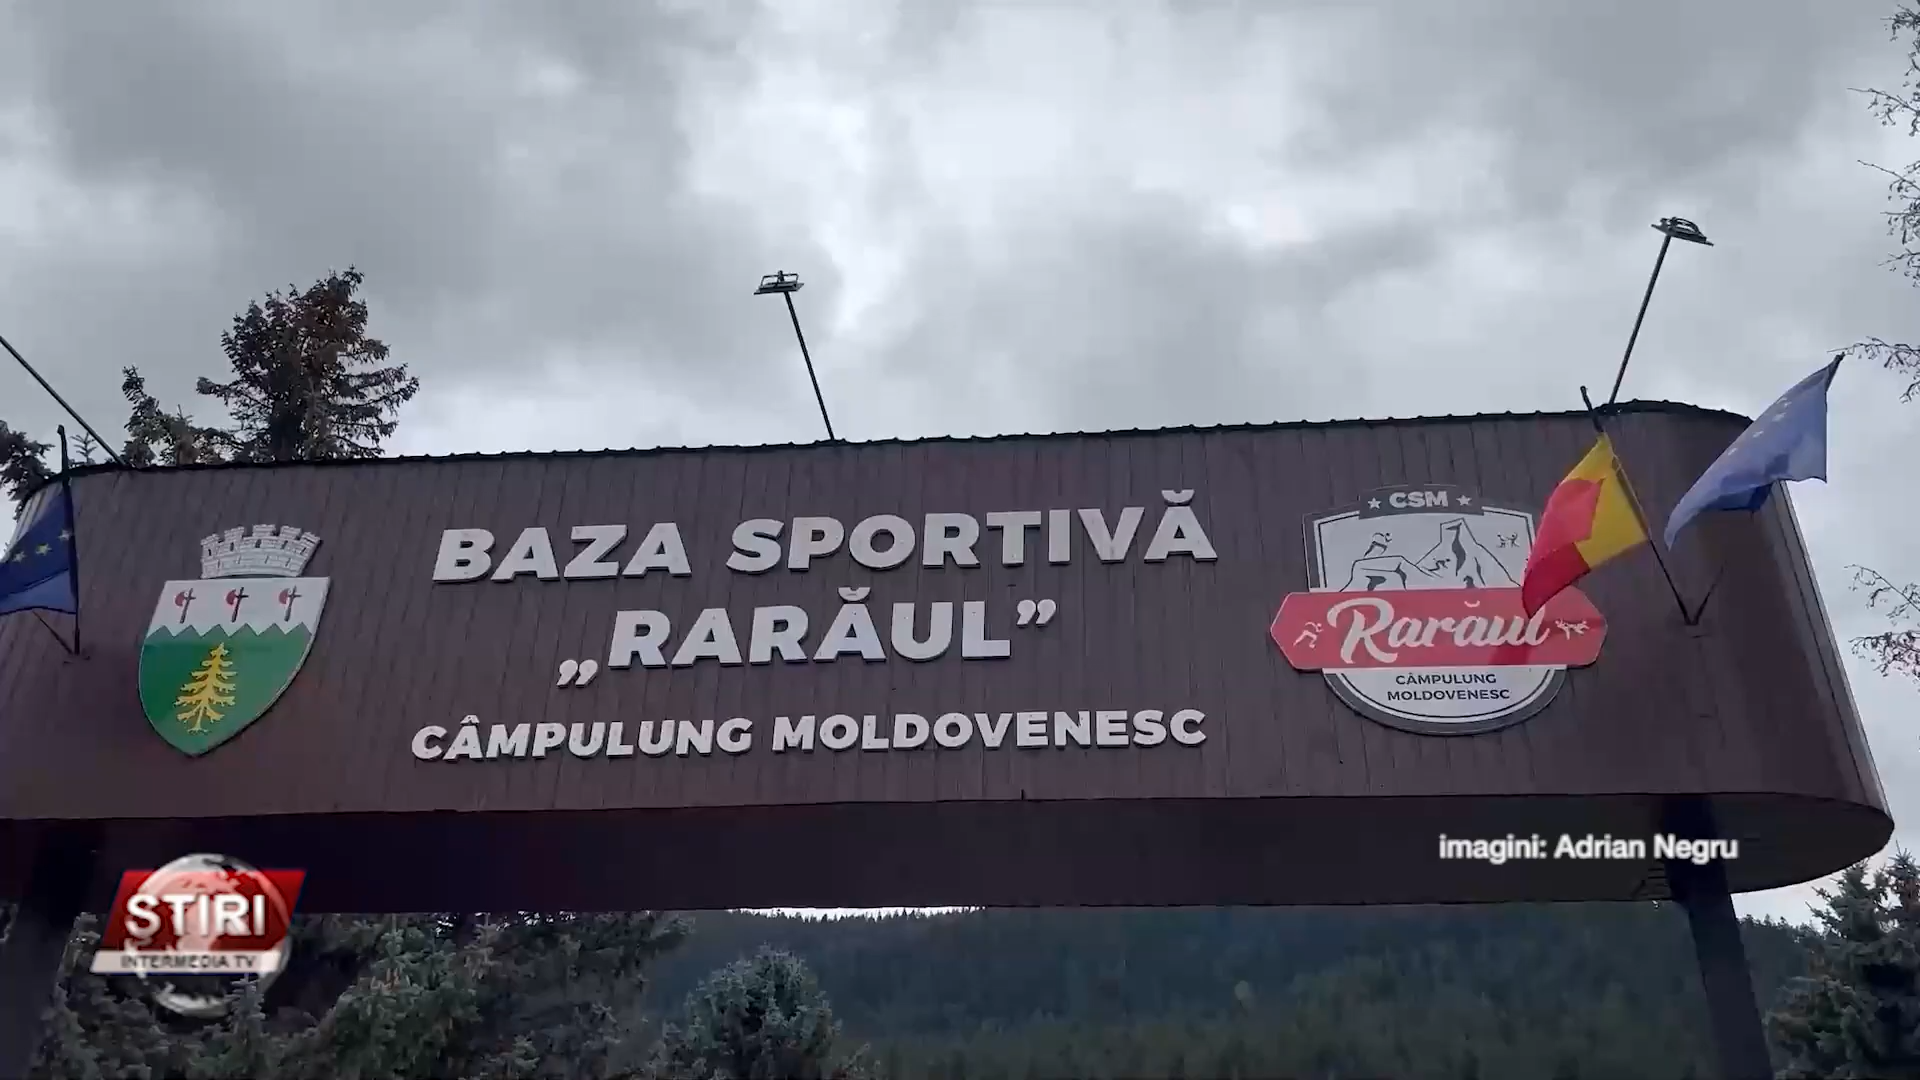 BAZA SPORTIVĂ
„RARĂUL”
CÂMPULUNG MOLDOVENESC
CSM
Rarăul
CÂMPULUNG
MOLDOVENESC
imagini: Adrian Negru
ȘTIRI
INTERMEDIA TV